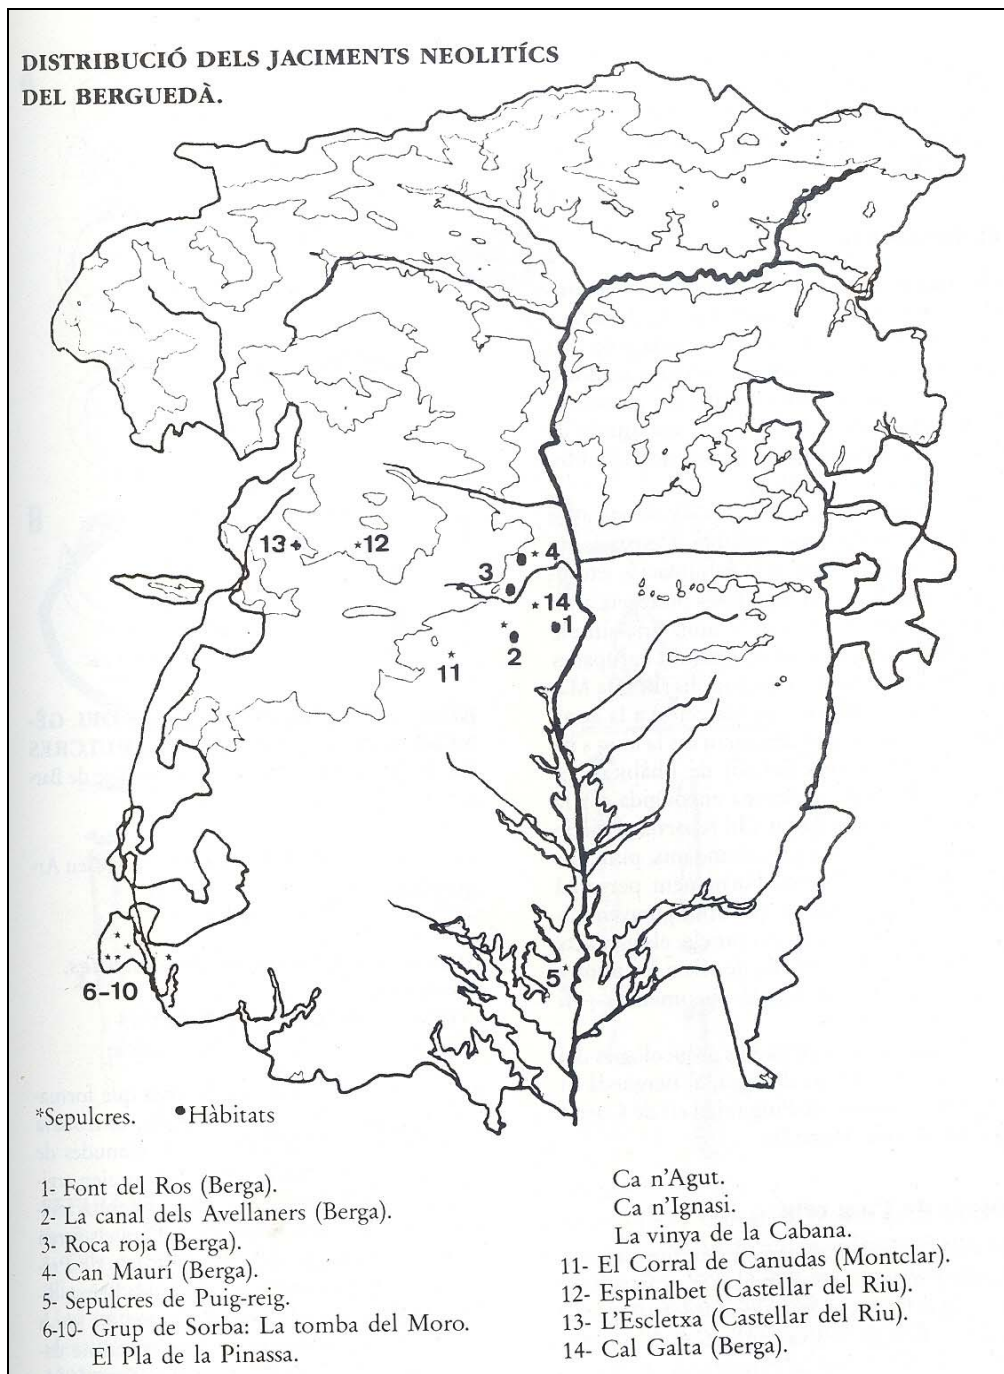 DISTRIBUCIÓ DELS JACIMENTS NEOLITÍCS
DEL BERGUEDÀ.
13
*12
*4
3
*14
1
2
11
5
6-10
*Sepulcres. ●Hàbitats
1- Font del Ros (Berga).
2- La canal dels Avellaners (Berga).
3- Roca roja (Berga).
4- Can Maurí (Berga).
5- Sepulcres de Puig-reig.
6-10- Grup de Sorba: La tomba del Moro.
El Pla de la Pinassa.
Ca n'Agut.
Ca n'Ignasi.
La vinya de la Cabana.
11- El Corral de Canudas (Montclar).
12- Espinalbet (Castellar del Riu).
13- L'Escletxa (Castellar del Riu).
14- Cal Galta (Berga).